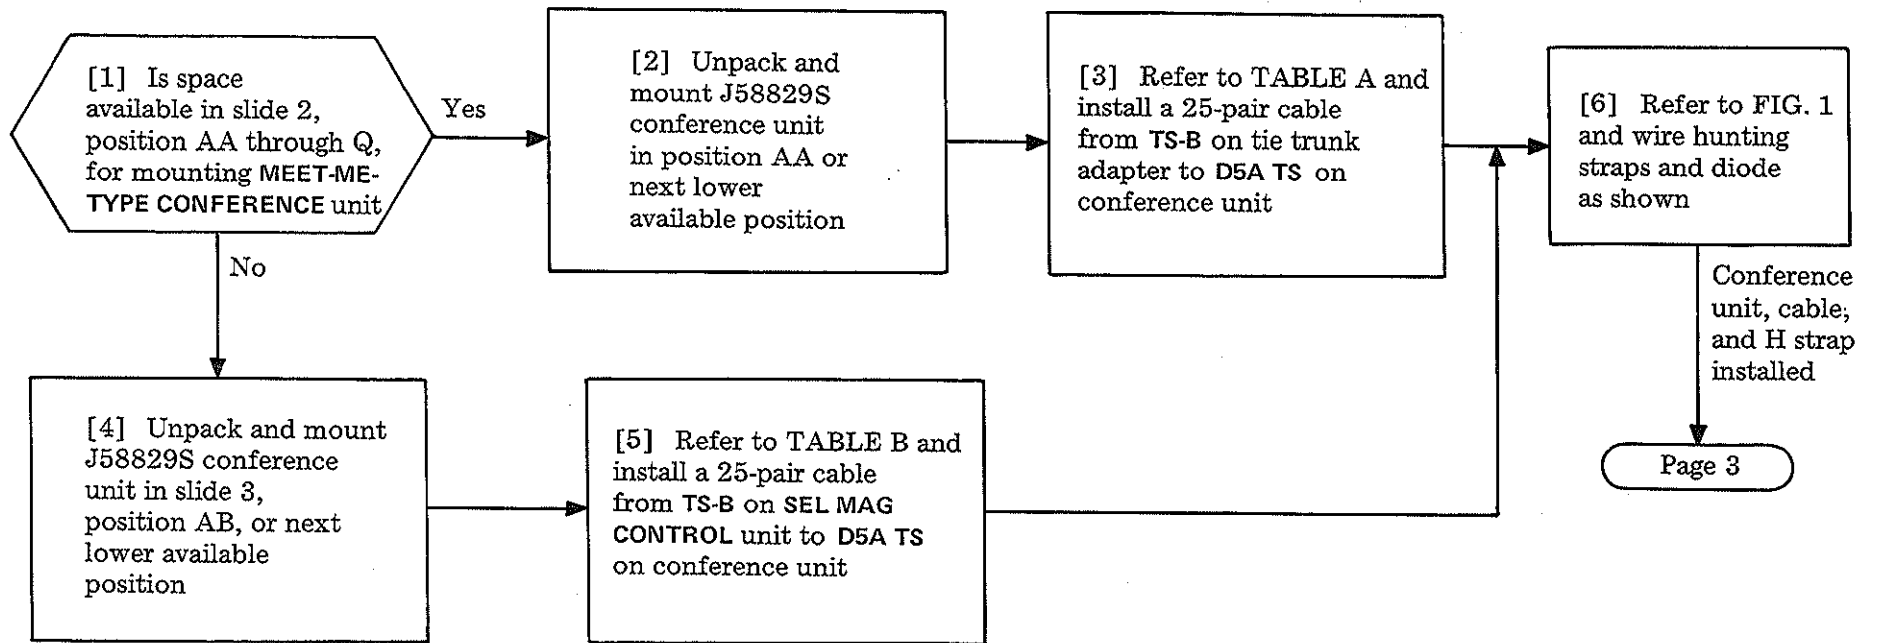 [1] Is space
available in slide 2,
position AA through Q,
for mounting MEET-ME-
TYPE CONFERENCE unit
Yes
No
[2] Unpack and
mount J58829S
conference unit
in position AA or
next lower
available position
[3] Refer to TABLE A and
install a 25-pair cable
from TS-B on tie trunk
adapter to D5A TS on
conference unit
[4] Unpack and mount
J58829S conference
unit in slide 3,
position AB, or next
lower available
position
[5] Refer to TABLE B and
install a 25-pair cable
from TS-B on SEL MAG
CONTROL unit to D5A TS
on conference unit
[6] Refer to FIG. 1
and wire hunting
straps and diode
as shown
Conference
unit, cable,
and H strap
installed
Page 3